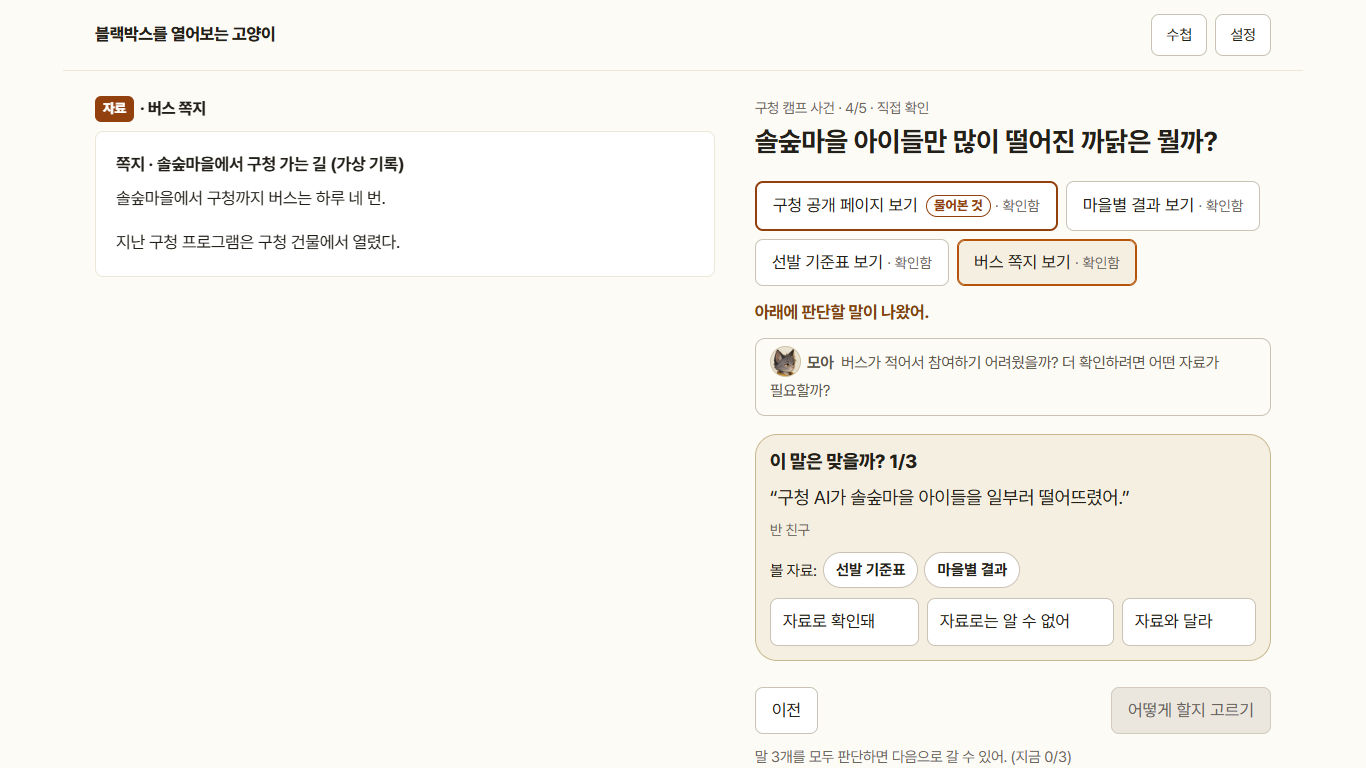 블랙박스를 열어보는 고양이
수첩
설정
자료 · 버스 쪽지
쪽지 · 솔숲마을에서 구청 가는 길 (가상 기록)
솔숲마을에서 구청까지 버스는 하루 네 번.
지난 구청 프로그램은 구청 건물에서 열렸다.
구청 캠프 사건 · 4/5 · 직접 확인
솔숲마을 아이들만 많이 떨어진 까닭은 뭘까?
구청 공개 페이지 보기 물어본 것 · 확인함
마을별 결과 보기 · 확인함
선발 기준표 보기 · 확인함
버스 쪽지 보기 · 확인함
아래에 판단할 말이 나왔어.
모아 버스가 적어서 참여하기 어려웠을까? 더 확인하려면 어떤 자료가
필요할까?
이 말은 맞을까? 1/3
“구청 AI가 솔숲마을 아이들을 일부러 떨어뜨렸어.”
반 친구
볼 자료: 선발 기준표 마을별 결과
자료로 확인돼
자료로는 알 수 없어
자료와 달라
이전
어떻게 할지 고르기
말 3개를 모두 판단하면 다음으로 갈 수 있어. (지금 0/3)